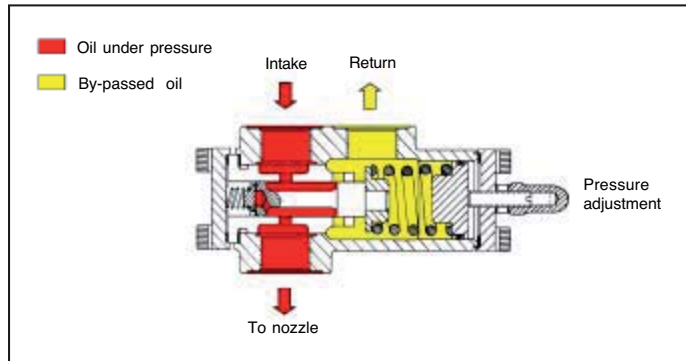 Oil under pressure
By-passed oil
Intake
Return
Pressure
adjustment
To nozzle